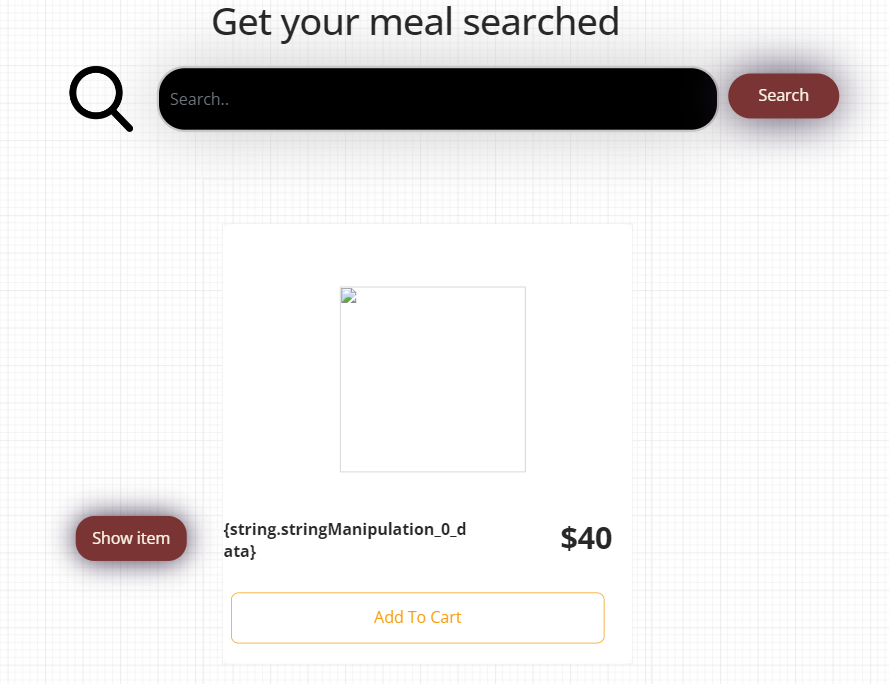 Get your meal searched
Search..
Search
{string.stringManipulation_0_d
ata}
$40
Show item
Add To Cart